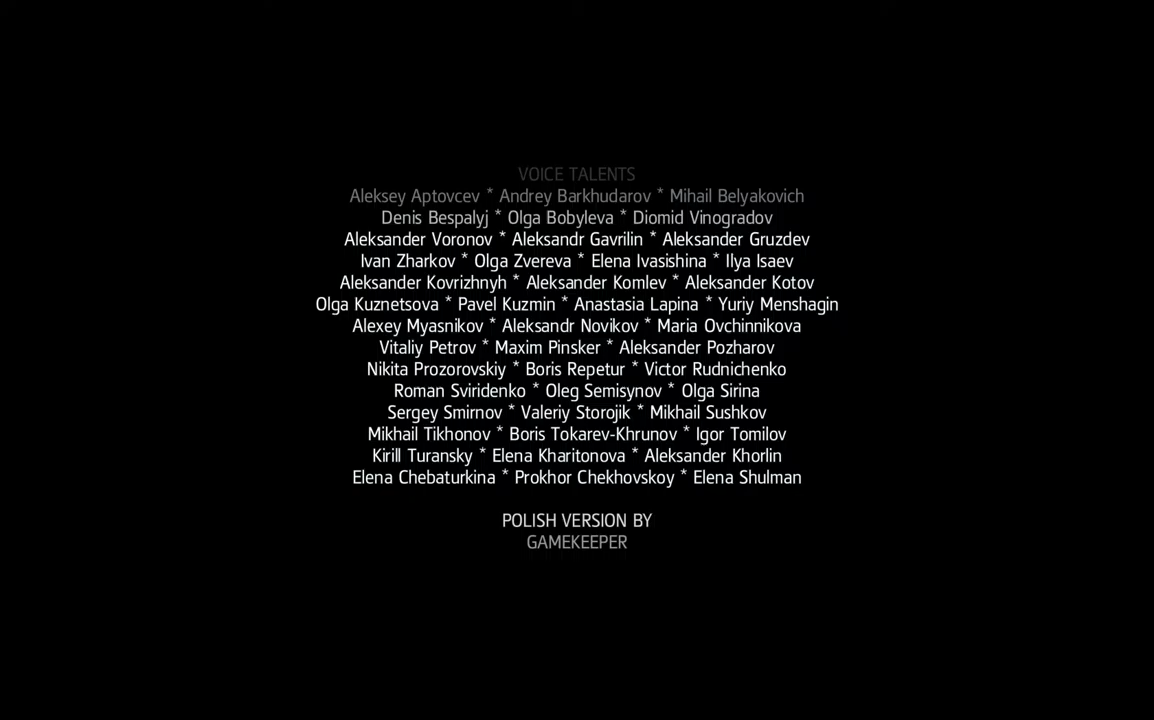 VOICE TALENTS
Aleksey Aptovcev * Andrey Barkhudarov * Mihail Belyakovich
Denis Bespalyj * Olga Bobyleva * Diomid Vinogradov
Aleksander Voronov * Aleksandr Gavrilin * Aleksander Gruzdev
Ivan Zharkov * Olga Zvereva * Elena Ivasishina * Ilya Isaev
Aleksander Kovrizhnyh * Aleksander Komlev * Aleksander Kotov
Olga Kuznetsova * Pavel Kuzmin * Anastasia Lapina * Yuriy Menshagin
Alexey Myasnikov * Aleksandr Novikov * Maria Ovchinnikova
Vitaliy Petrov * Maxim Pinsker * Aleksander Pozharov
Nikita Prozorovskiy * Boris Repetur * Victor Rudnichenko
Roman Sviridenko * Oleg Semisynov * Olga Sirina
Sergey Smirnov * Valeriy Storojik * Mikhail Sushkov
Mikhail Tikhonov * Boris Tokarev-Khrunov * Igor Tomilov
Kirill Turansky * Elena Kharitonova * Aleksander Khorlin
Elena Chebaturkina * Prokhor Chekhovskoy * Elena Shulman
POLISH VERSION BY
GAMEKEEPER